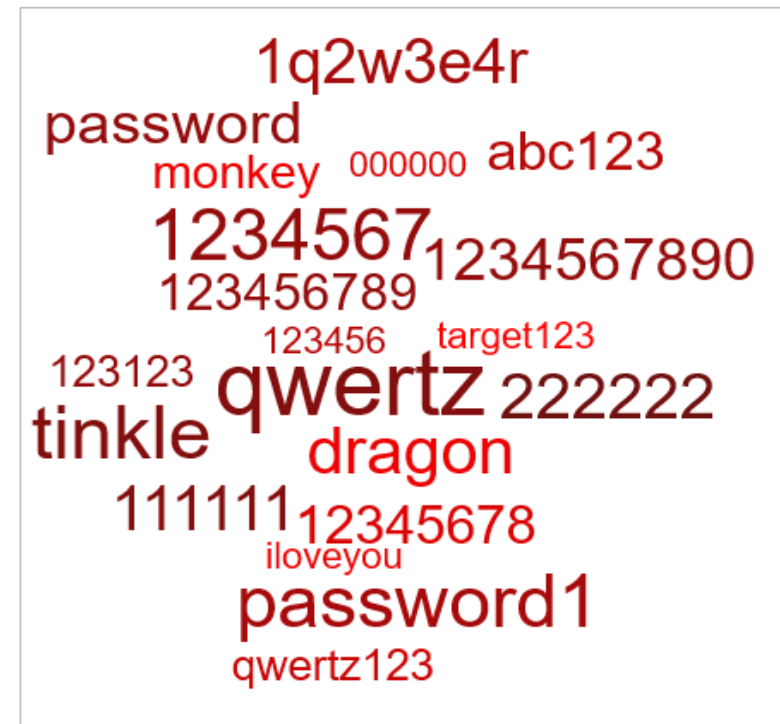 1q2w3e4r
password
abc123
monkey
000000
1234567
1234567890
123456789
123456
target123
123123
qwertz
222222
tinkle
dragon
111111
12345678
iloveyou
password1
qwertz123